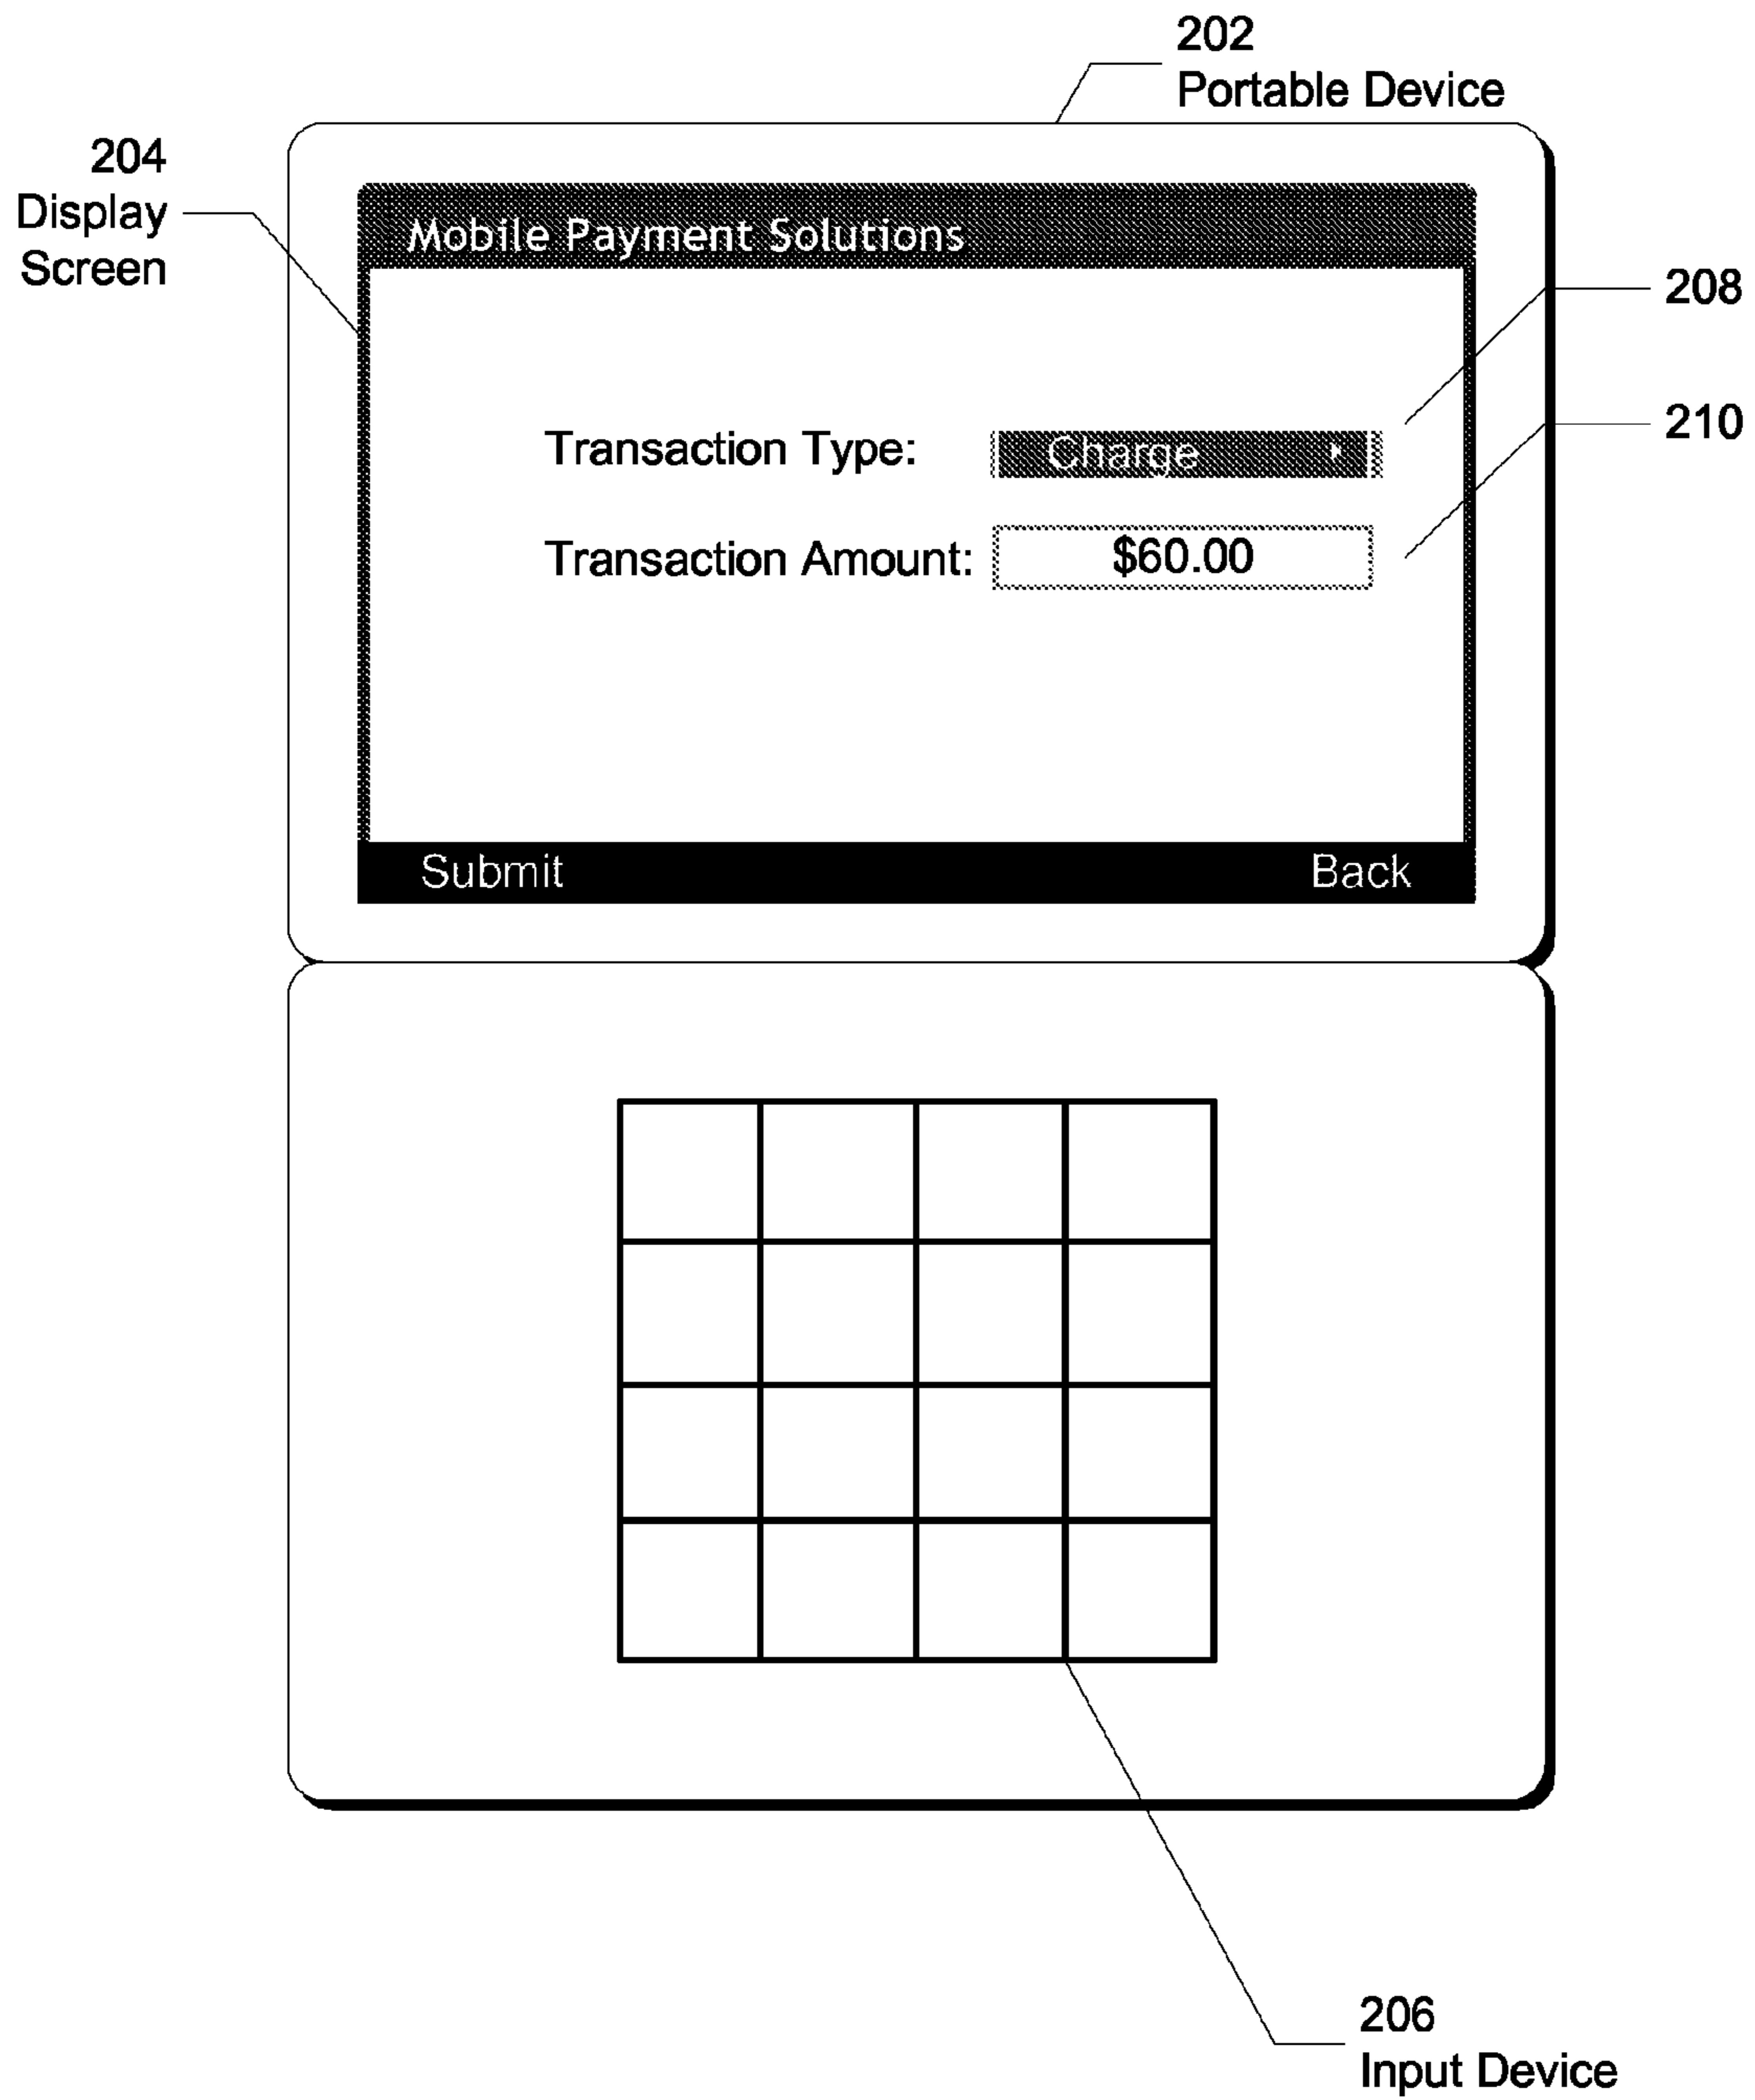 202
Portable Device
204
Display
Screen
Mobile Payment Solutions
208
Transaction Type: Charge
210
Transaction Amount: $60.00
Submit Back
206
Input Device